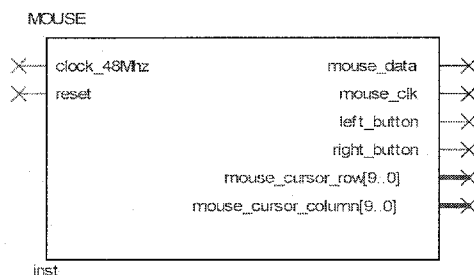 MOUSE
clock_48Mhz mouse_data
reset mouse_clk
left_button
right_button
mouse_cursor_row[9..0]
mouse_cursor_column[9..0]
inst